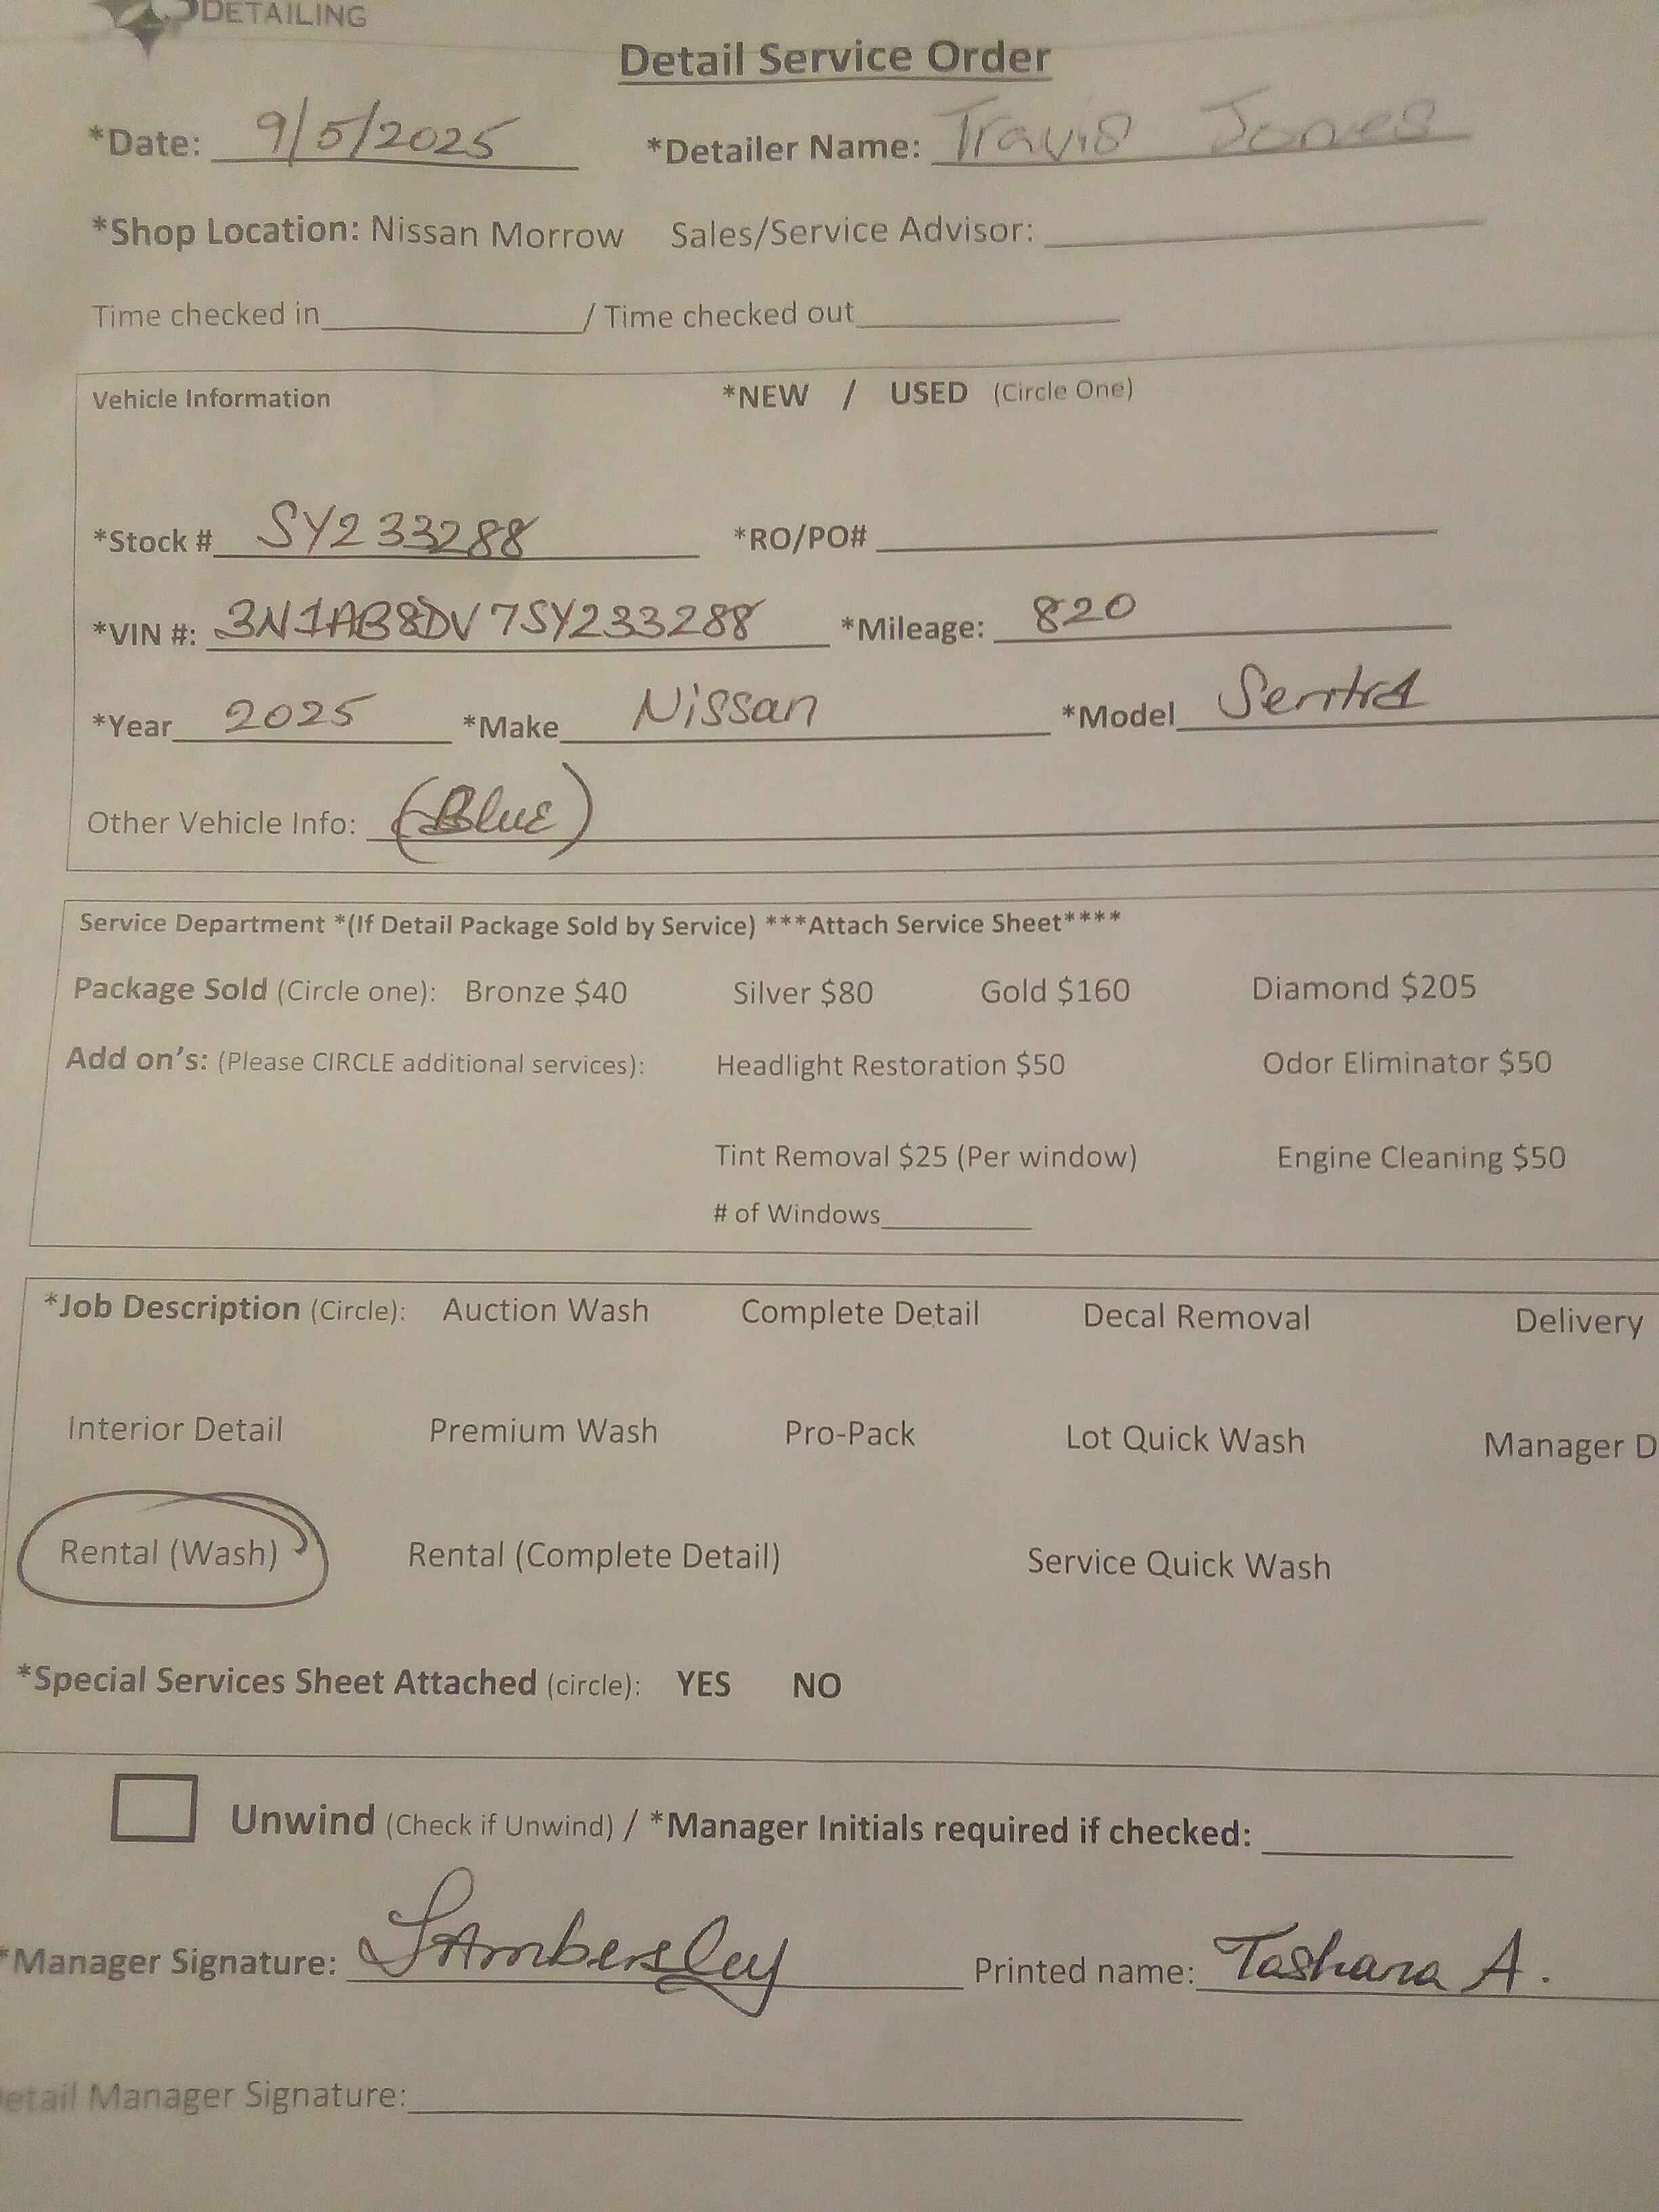 DETAILING
Detail Service Order
*Date: 9/5/2025 *Detailer Name: Travis Jones
*Shop Location: Nissan Morrow Sales/Service Advisor:
Time checked in / Time checked out
Vehicle Information *NEW / USED (Circle One)
*Stock # SY233288 *RO/PO#
*VIN #: 3N1AB8DV7SY233288 *Mileage: 820
*Year 2025 *Make Nissan *Model Sentra
Other Vehicle Info: (Blue)
Service Department *(If Detail Package Sold by Service) ***Attach Service Sheet****
Package Sold (Circle one): Bronze $40 Silver $80 Gold $160 Diamond $205
Add on's: (Please CIRCLE additional services): Headlight Restoration $50 Odor Eliminator $50
Tint Removal $25 (Per window) Engine Cleaning $50
# of Windows
*Job Description (Circle): Auction Wash Complete Detail Decal Removal Delivery
Interior Detail Premium Wash Pro-Pack Lot Quick Wash Manager D
Rental (Wash) Rental (Complete Detail) Service Quick Wash
*Special Services Sheet Attached (circle): YES NO
Unwind (Check if Unwind) / *Manager Initials required if checked:
*Manager Signature: TAmbersley Printed name: Tashana A.
etail Manager Signature: